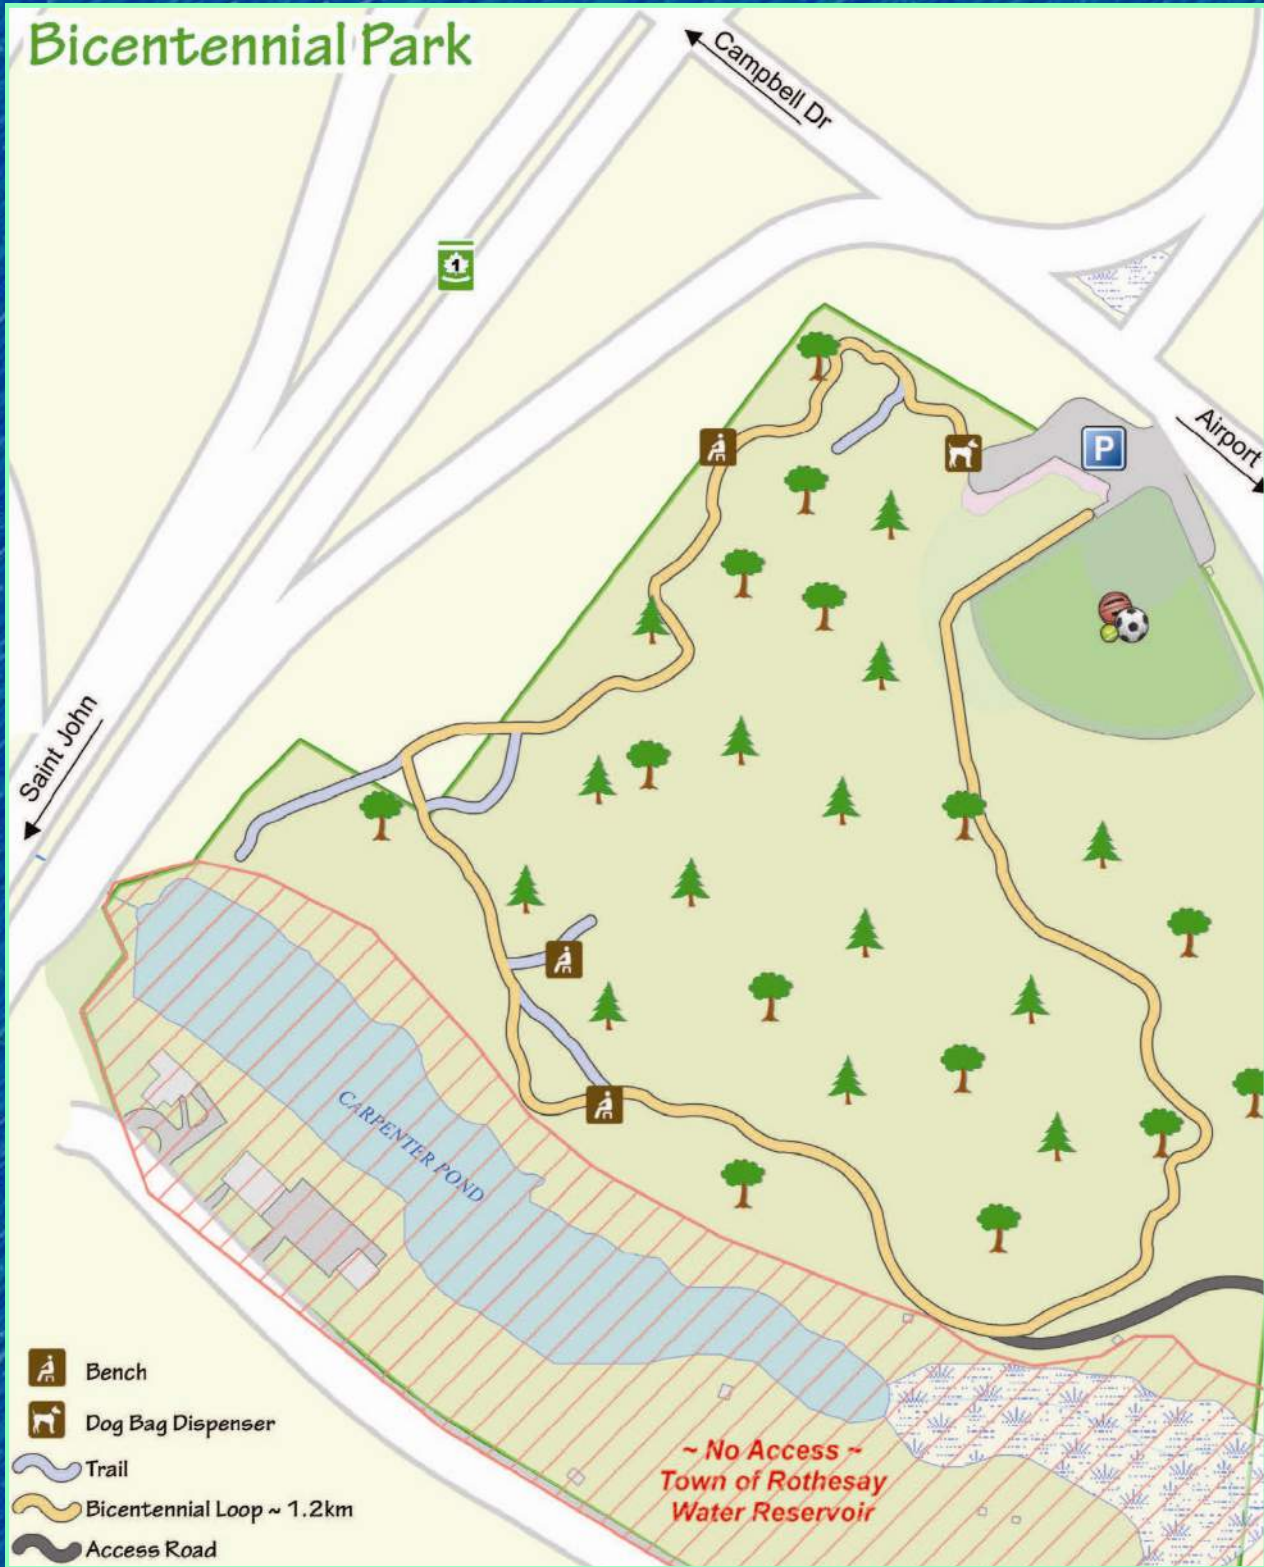 Bicentennial Park
Campbell Dr
1
P
Airport
Saint John
CARPENTER POND
Bench
Dog Bag Dispenser
Trail
Bicentennial Loop ~ 1.2km
Access Road
~ No Access ~
Town of Rothesay
Water Reservoir